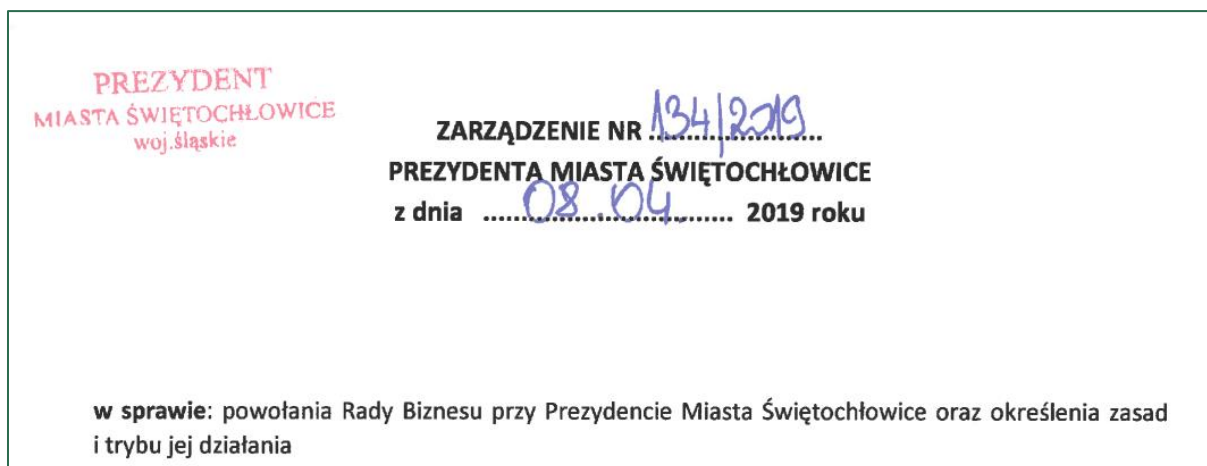 PREZYDENT
MIASTA ŚWIĘTOCHŁOWICE
woj.śląskie
ZARZĄDZENIE NR 134/2019
PREZYDENTA MIASTA ŚWIĘTOCHŁOWICE
z dnia 08.04. 2019 roku
w sprawie: powołania Rady Biznesu przy Prezydencie Miasta Świętochłowice oraz określenia zasad
i trybu jej działania